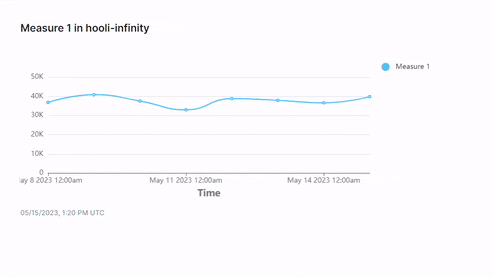 Measure 1 in hooli-infinity
Measure 1
50K
40K
30K
20K
10K
0
ay 8 2023 12:00am May 11 2023 12:00am May 14 2023 12:00am
Time
05/15/2023, 1:20 PM UTC